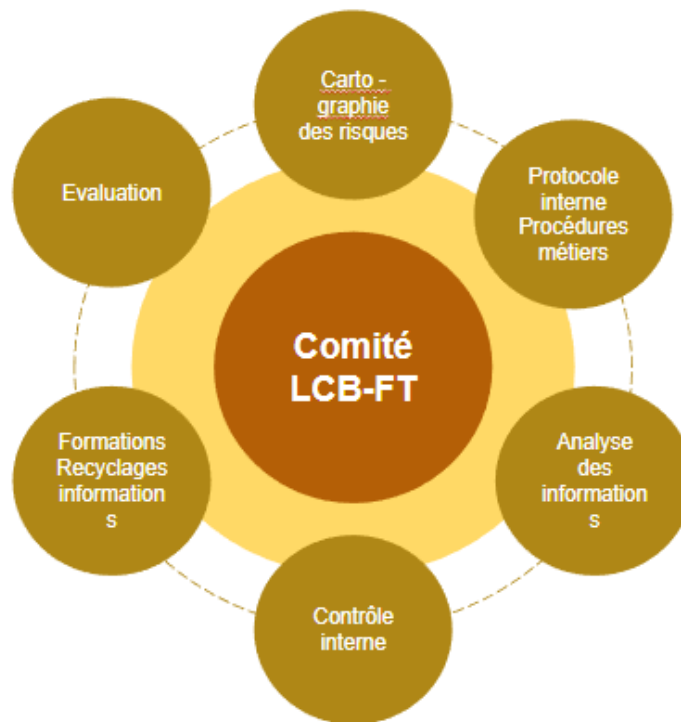 Carto -
graphie
des risques
Evaluation
Protocole
interne
Procédures
métiers
Comité
LCB-FT
Formations
Recyclages
information
s
Analyse
des
information
s
Contrôle
interne